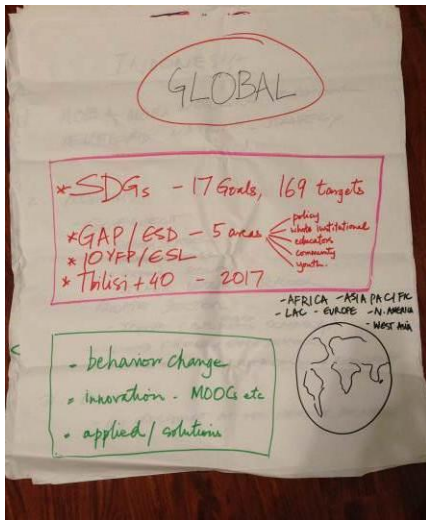 GLOBAL
*SDGs - 17 Goals, 169 targets
*GAP/ESD - 5 areas
policy
whole institutional
educators
community
youth.
*10YFP/ESL
*Tbilisi+40 - 2017
-AFRICA -ASIA PACIFIC
-LAC -EUROPE -N.AMERICA
-WEST ASIA
- behavior change
- innovation - MOOCs etc
- applied/solutions